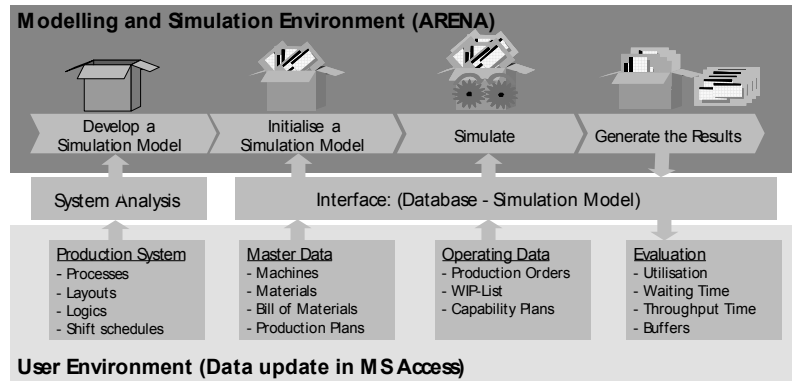 Modelling and Simulation Environment (ARENA)
Develop a
Simulation Model
Initialise a
Simulation Model
Simulate
Generate the Results
System Analysis
Interface: (Database - Simulation Model)
Production System
- Processes
- Layouts
- Logics
- Shift schedules
Master Data
- Machines
- Materials
- Bill of Materials
- Production Plans
Operating Data
- Production Orders
- WIP-List
- Capability Plans
Evaluation
- Utilisation
- Waiting Time
- Throughput Time
- Buffers
User Environment (Data update in MS Access)